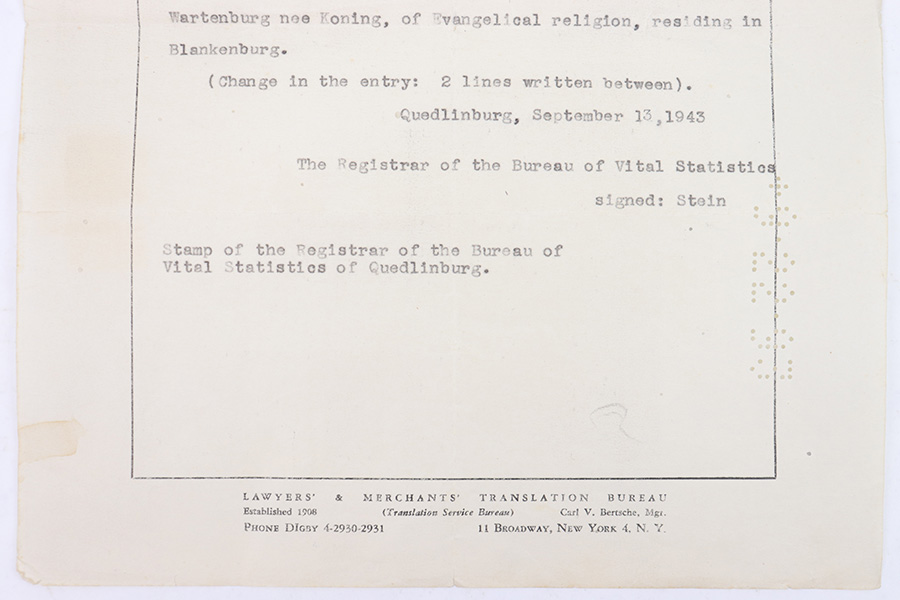 Wartenburg nee Koning, of Evangelical religion, residing in
Blankenburg.
(Change in the entry: 2 lines written between).
Quedlinburg, September 13,1943
The Registrar of the Bureau of Vital Statistics
signed: Stein
Stamp of the Registrar of the Bureau of
Vital Statistics of Quedlinburg.
LAWYERS' & MERCHANTS' TRANSLATION BUREAU
Established 1908 (Translation Service Bureau) Carl V. Bertsche, Mgr.
PHONE DIGBY 4-2930-2931 11 BROADWAY, NEW YORK 4, N. Y.